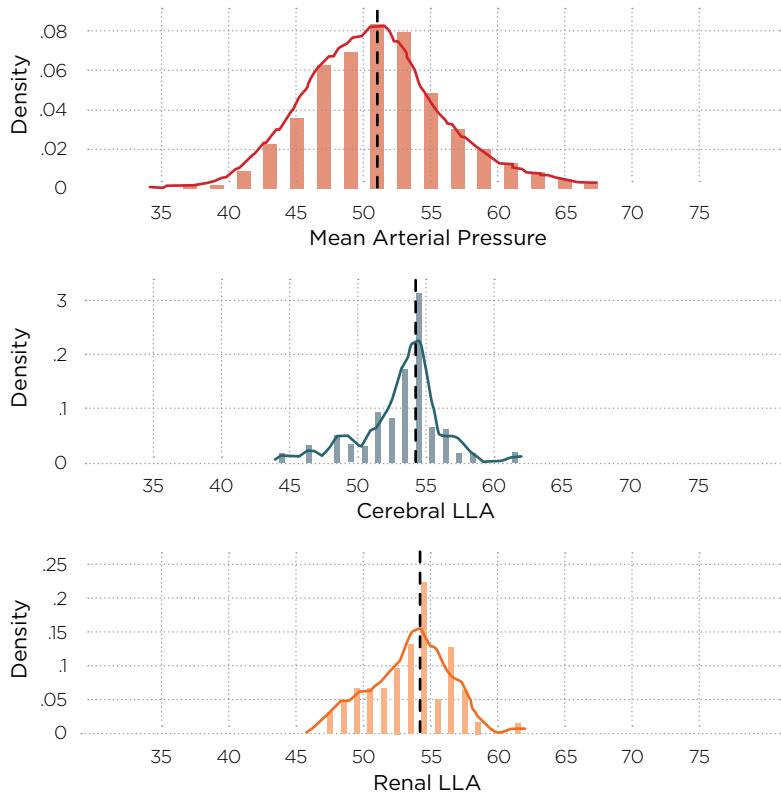 Density
.08
.06
.04
.02
0
35 40 45 50 55 60 65 70 75
Mean Arterial Pressure
Density
3
.2
.1
0
35 40 45 50 55 60 65 70 75
Cerebral LLA
Density
.25
.2
.15
.1
.05
0
35 40 45 50 55 60 65 70 75
Renal LLA